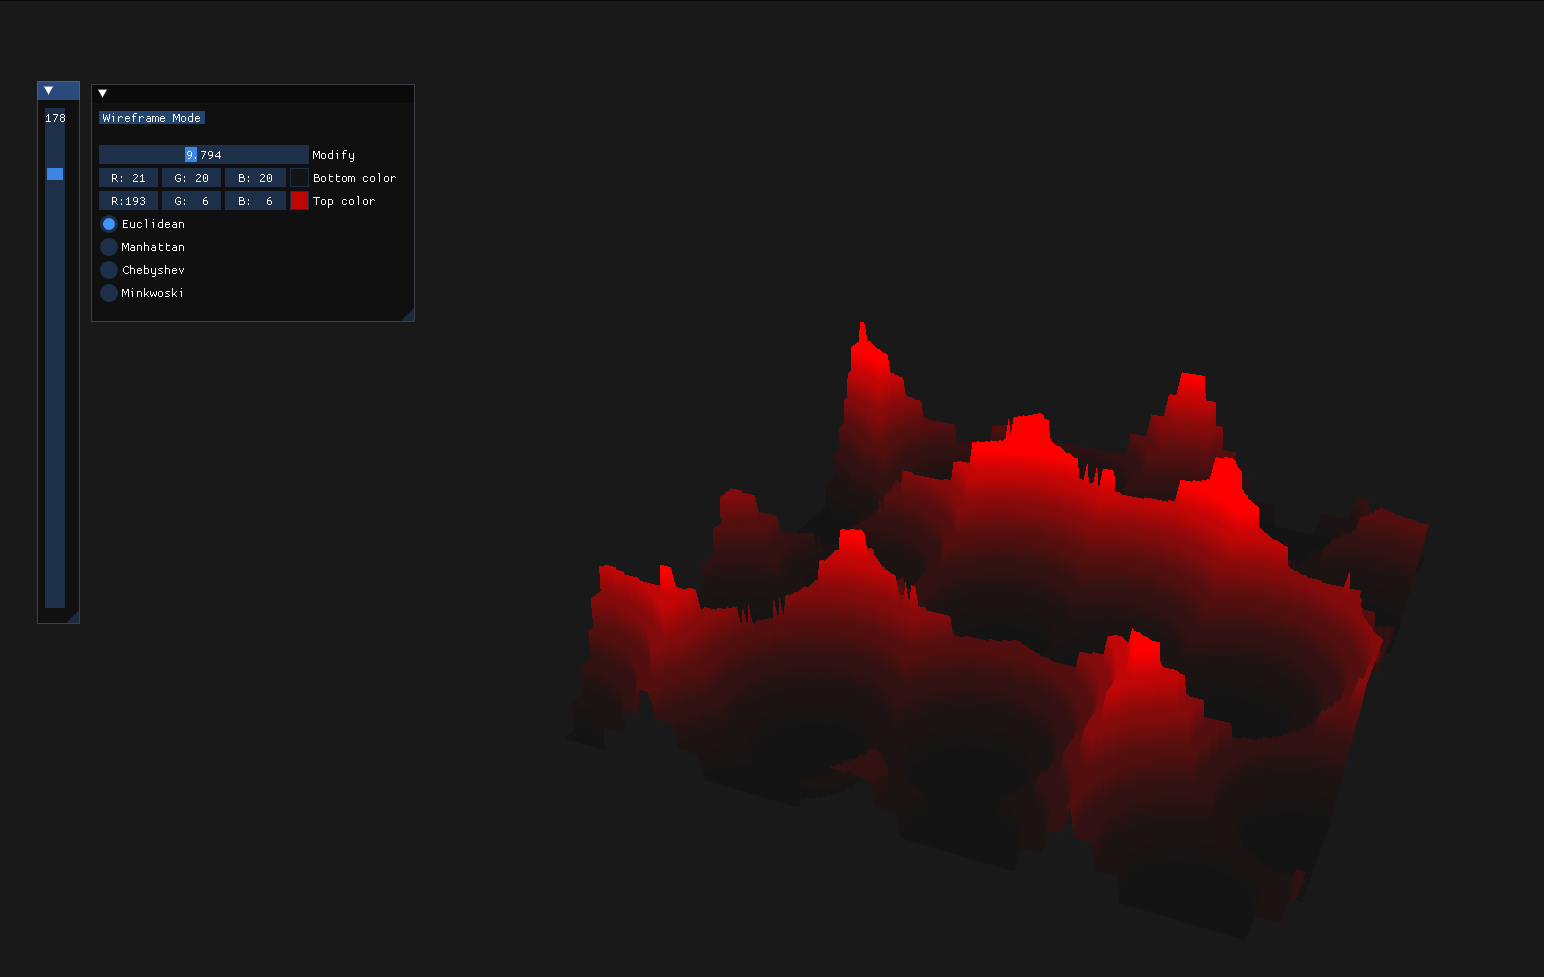 178
Wireframe Mode
9.794 Modify
R: 21 G: 20 B: 20 Bottom color
R:193 G: 6 B: 6 Top color
Euclidean
Manhattan
Chebyshev
Minkwoski